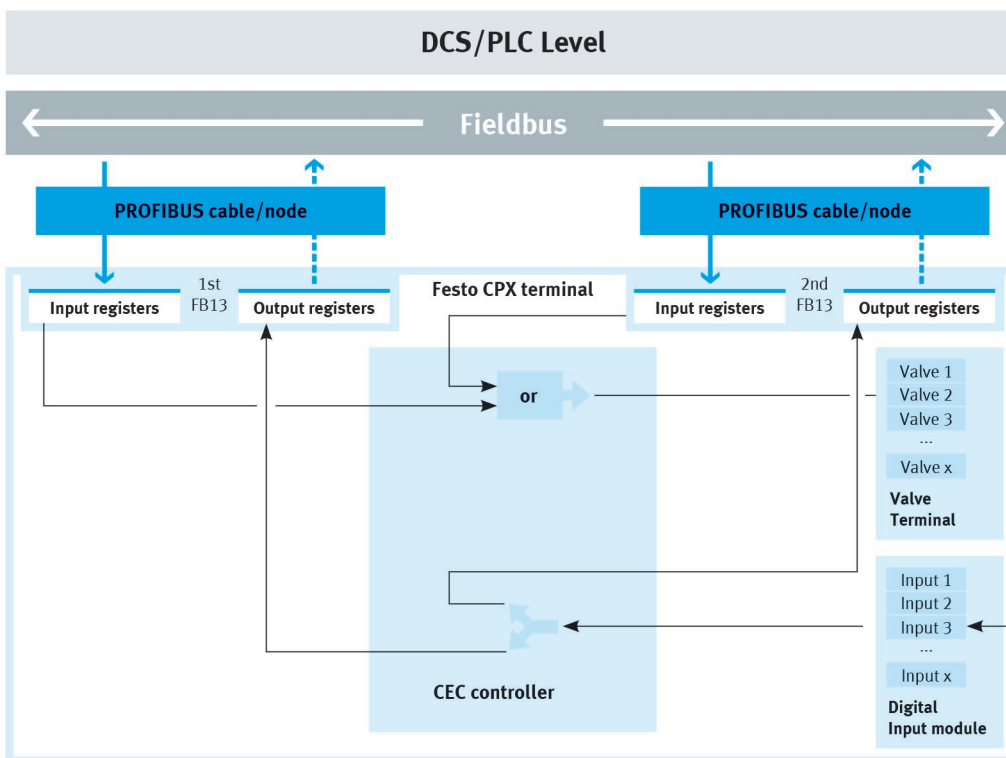 DCS/PLC Level
Fieldbus
PROFIBUS cable/node
PROFIBUS cable/node
Input registers
1st
FB13
Output registers
Festo CPX terminal
Input registers
2nd
FB13
Output registers
or
Valve 1
Valve 2
Valve 3
...
Valve x
Valve
Terminal
Input 1
Input 2
Input 3
...
Input x
Digital
Input module
CEC controller